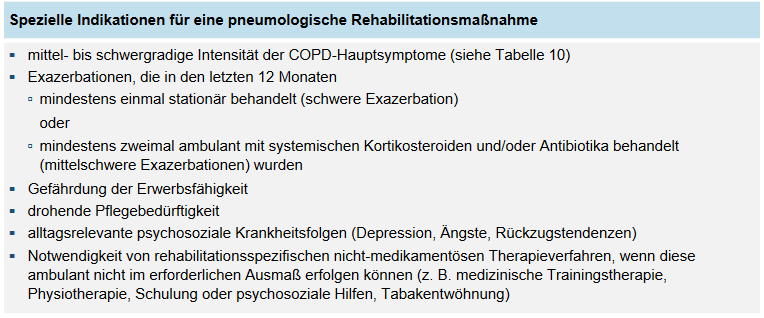 Spezielle Indikationen für eine pneumologische Rehabilitationsmaßnahme
▪ mittel- bis schwergradige Intensität der COPD-Hauptsymptome (siehe Tabelle 10)
▪ Exazerbationen, die in den letzten 12 Monaten
▫ mindestens einmal stationär behandelt (schwere Exazerbation)
oder
▫ mindestens zweimal ambulant mit systemischen Kortikosteroiden und/oder Antibiotika behandelt
(mittelschwere Exazerbationen) wurden
▪ Gefährdung der Erwerbsfähigkeit
▪ drohende Pflegebedürftigkeit
▪ alltagsrelevante psychosoziale Krankheitsfolgen (Depression, Ängste, Rückzugstendenzen)
▪ Notwendigkeit von rehabilitationsspezifischen nicht-medikamentösen Therapieverfahren, wenn diese
ambulant nicht im erforderlichen Ausmaß erfolgen können (z. B. medizinische Trainingstherapie,
Physiotherapie, Schulung oder psychosoziale Hilfen, Tabakentwöhnung)